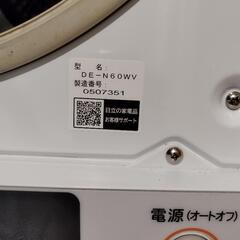 型 名:
DE-N60WV
製造番号:
0507351
日立の家電品
お客様サポート
電源(オートオフ)